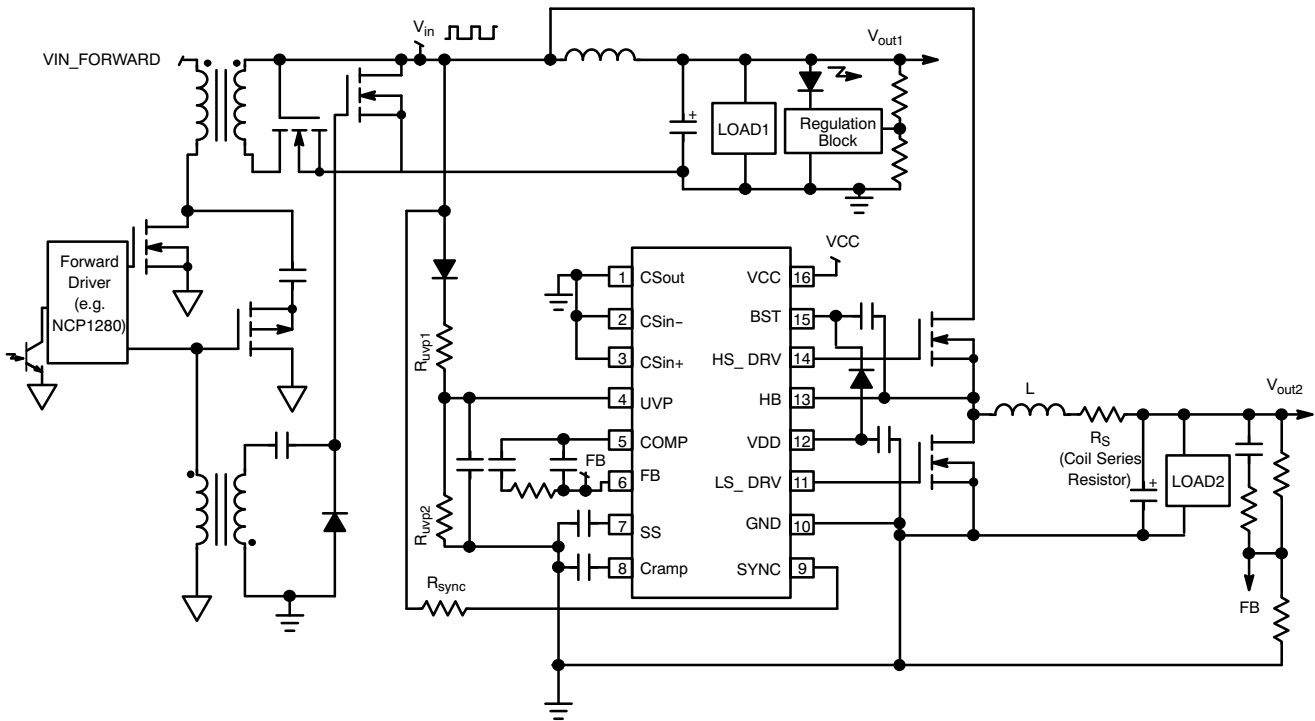 VIN_FORWARD
Vin
Vout1
LOAD1
Regulation
Block
Forward
Driver
(e.g.
NCP1280)
VCC
1
CSout
VCC
16
2
CSin−
BST
15
3
CSin+
HS_ DRV
14
4
UVP
HB
13
5
COMP
VDD
12
6
FB
LS_ DRV
11
7
SS
GND
10
8
Cramp
SYNC
9
Ruvp1
Ruvp2
FB
Rsync
L
RS
(Coil Series
Resistor)
LOAD2
Vout2
FB
+
+